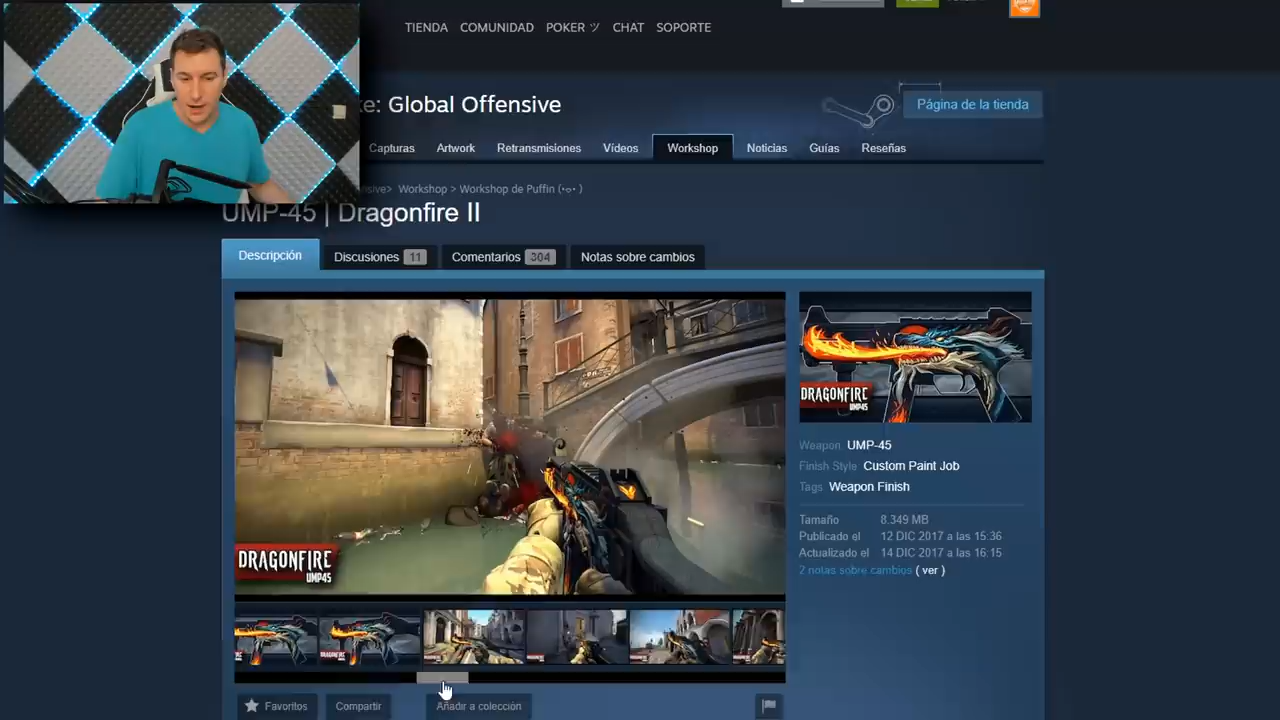 TIENDA COMUNIDAD POKER ツ CHAT SOPORTE
e: Global Offensive
Página de la tienda
Capturas Artwork Retransmisiones Vídeos Workshop Noticias Guías Reseñas
sive> Workshop > Workshop de Puffin
UMP-45 | Dragonfire II
Descripción Discusiones 11 Comentarios 304 Notas sobre cambios
DRAGONFIRE
UMP45
DRAGONFIRE
UMP45
Weapon UMP-45
Finish Style Custom Paint Job
Tags Weapon Finish
Tamaño 8.349 MB
Publicado el 12 DIC 2017 a las 15:36
Actualizado el 14 DIC 2017 a las 16:15
2 notas sobre cambios ( ver )
Favoritos Compartir Añadir a colección